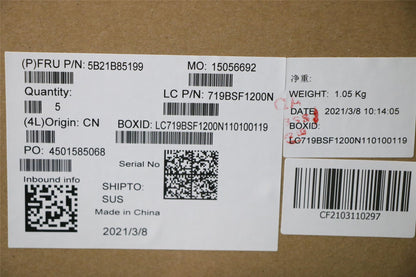 (P)FRU P/N: 5B21B85199
MO: 15056692
Quantity:
5
LC P/N: 719BSF1200N
(4L)Origin: CN
BOXID: LC719BSF1200N110100119
PO: 4501585068
Serial No
Inbound info
SHIPTO:
SUS
Made in China
2021/3/8
净重:
WEIGHT: 1.05 Kg
DATE: 2021/3/8 10:14:05
BOXID:
LC719BSF1200N110100119
CF2103110297